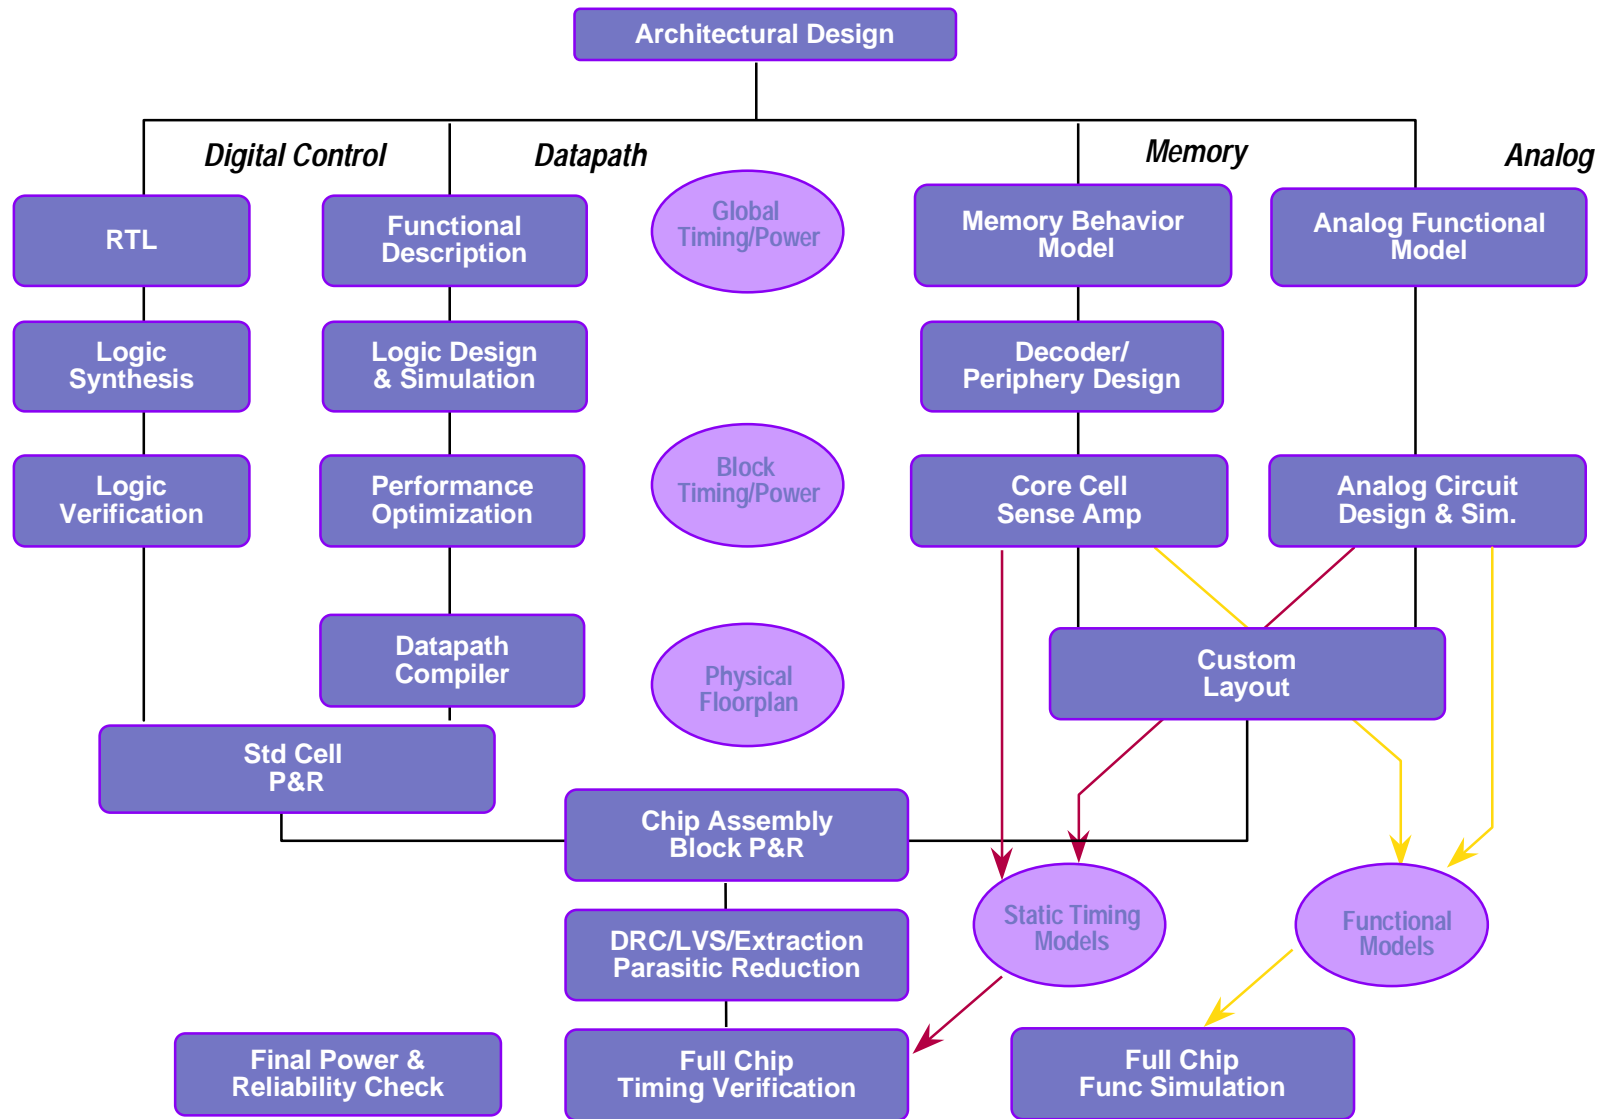 Architectural Design
Digital Control
Datapath
Memory
Analog
RTL
Functional
Description
Global
Timing/Power
Memory Behavior
Model
Analog Functional
Model
Logic
Synthesis
Logic Design
& Simulation
Decoder/
Periphery Design
Logic
Verification
Performance
Optimization
Block
Timing/Power
Core Cell
Sense Amp
Analog Circuit
Design & Sim.
Datapath
Compiler
Physical
Floorplan
Custom
Layout
Std Cell
P&R
Chip Assembly
Block P&R
DRC/LVS/Extraction
Parasitic Reduction
Static Timing
Models
Functional
Models
Final Power &
Reliability Check
Full Chip
Timing Verification
Full Chip
Func Simulation